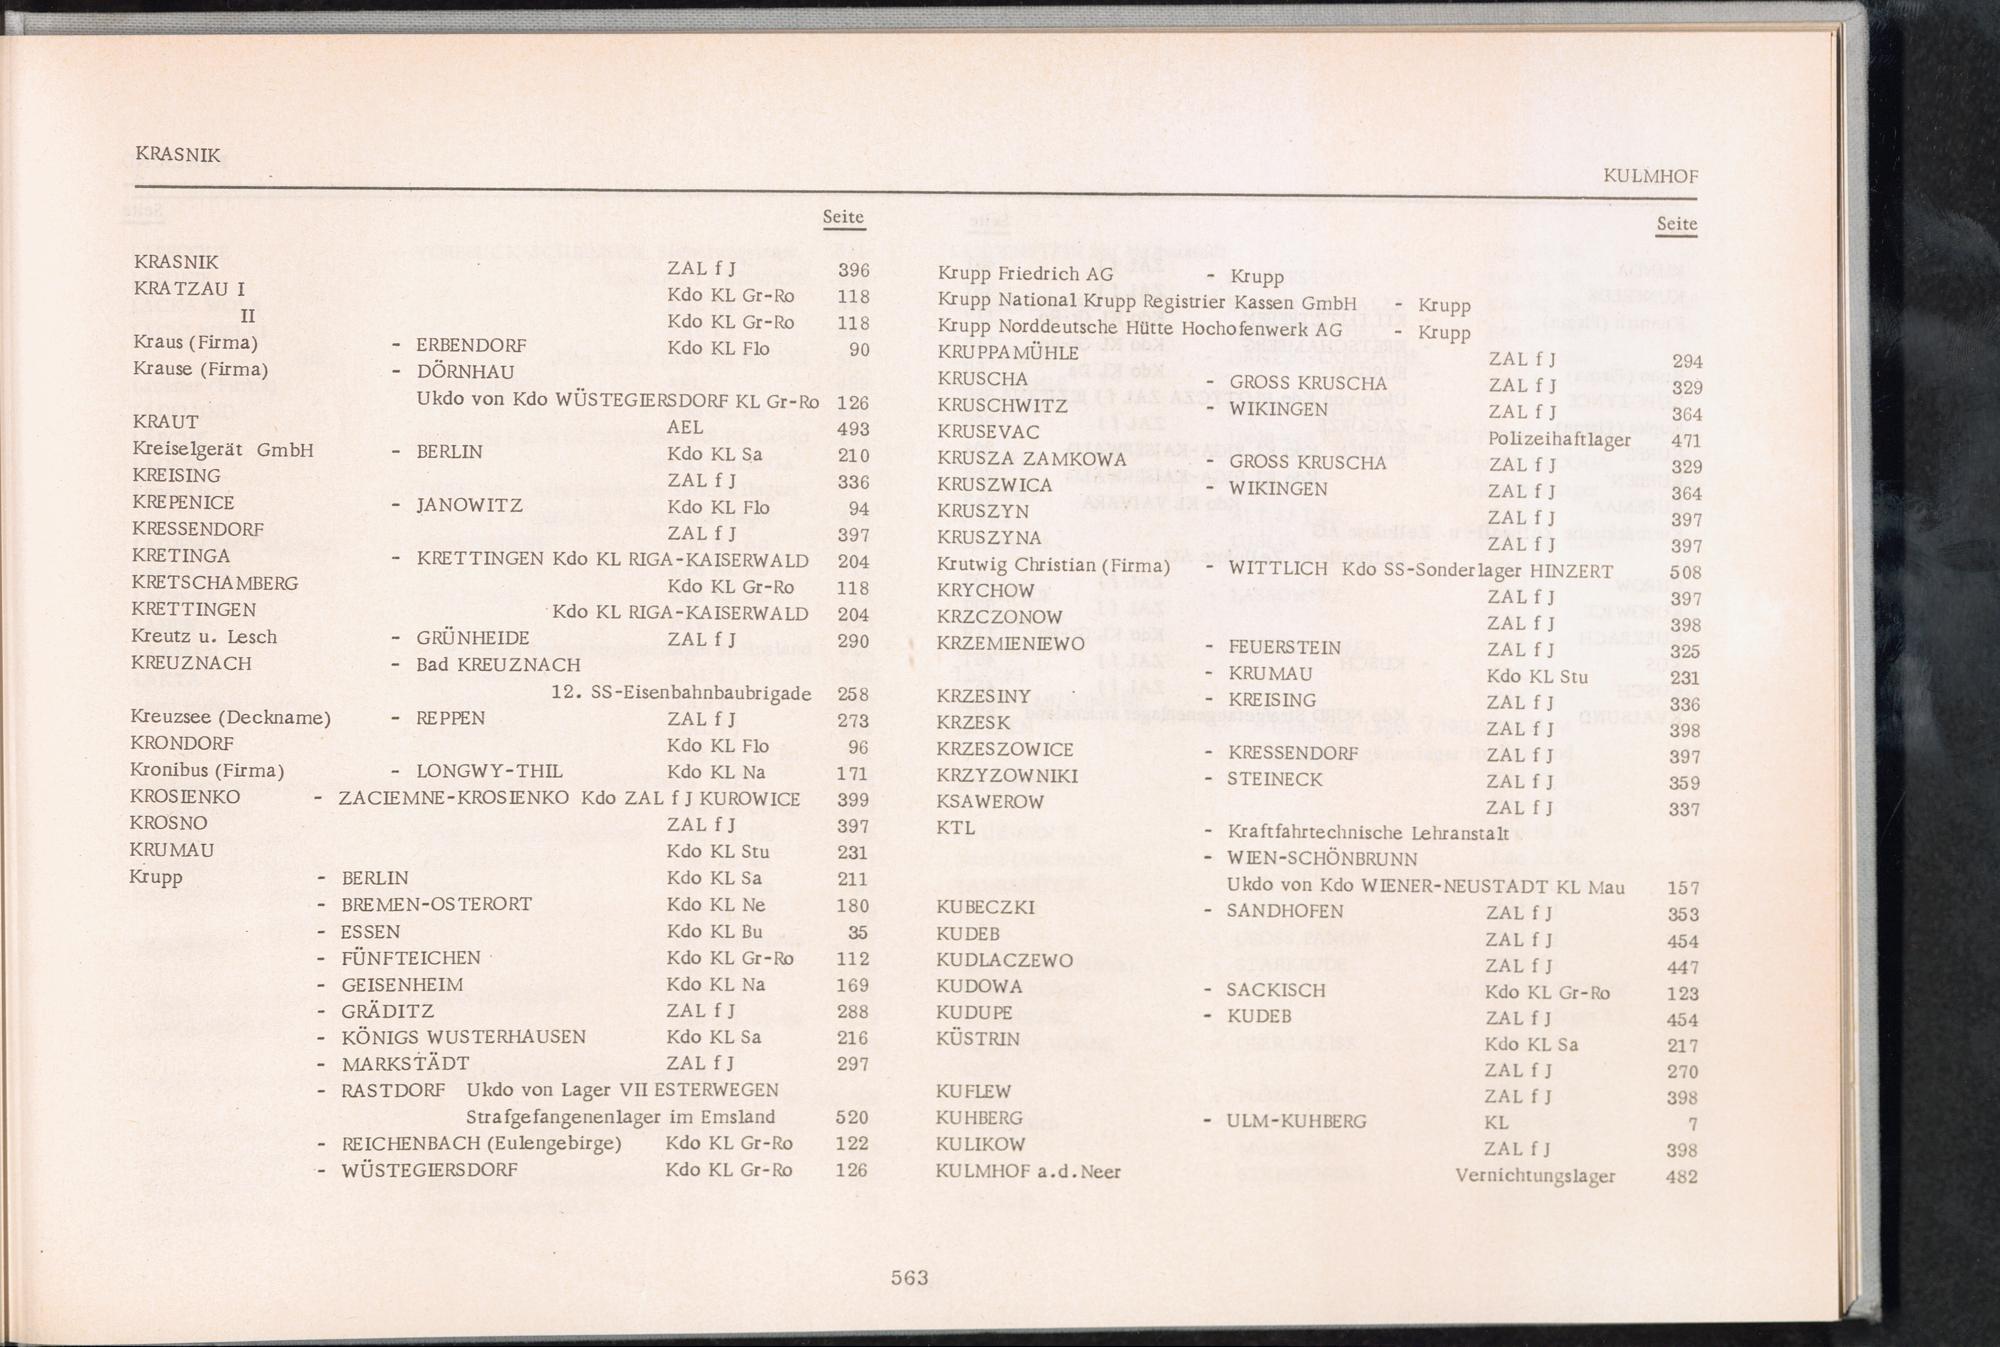 KRASNIK
KULMHOF
Seite
KRASNIK ZAL f J 396
KRATZAU I Kdo KL Gr-Ro 118
II Kdo KL Gr-Ro 118
Kraus (Firma) - ERBENDORF Kdo KL Flo 90
Krause (Firma) - DÖRNHAU
Ukdo von Kdo WÜSTEGIERSDORF KL Gr-Ro 126
KRAUT AEL 493
Kreiselgerät GmbH - BERLIN Kdo KL Sa 210
KREISING ZAL f J 336
KREPENICE - JANOWITZ Kdo KL Flo 94
KRESSENDORF ZAL f J 397
KRETINGA - KRETTINGEN Kdo KL RIGA-KAISERWALD 204
KRETSCHAMBERG Kdo KL Gr-Ro 118
KRETTINGEN Kdo KL RIGA-KAISERWALD 204
Kreutz u. Lesch - GRÜNHEIDE ZAL f J 290
KREUZNACH - Bad KREUZNACH
12. SS-Eisenbahnbaubrigade 258
Kreuzsee (Deckname) - REPPEN ZAL f J 273
KRONDORF Kdo KL Flo 96
Kronibus (Firma) - LONGWY-THIL Kdo KL Na 171
KROSIENKO - ZACIEMNE-KROSIENKO Kdo ZAL f J KUROWICE 399
KROSNO ZAL f J 397
KRUMAU Kdo KL Stu 231
Krupp - BERLIN Kdo KL Sa 211
- BREMEN-OSTERORT Kdo KL Ne 180
- ESSEN Kdo KL Bu 35
- FÜNFTEICHEN Kdo KL Gr-Ro 112
- GEISENHEIM Kdo KL Na 169
- GRÄDITZ ZAL f J 288
- KÖNIGS WUSTERHAUSEN Kdo KL Sa 216
- MARKSTÄDT ZAL f J 297
- RASTDORF Ukdo von Lager VII ESTERWEGEN
Strafgefangenenlager im Emsland 520
- REICHENBACH (Eulengebirge) Kdo KL Gr-Ro 122
- WÜSTEGIERSDORF Kdo KL Gr-Ro 126
Seite
Krupp Friedrich AG - Krupp
Krupp National Krupp Registrier Kassen GmbH - Krupp
Krupp Norddeutsche Hütte Hochofenwerk AG - Krupp
KRUPPAMÜHLE ZAL f J 294
KRUSCHA - GROSS KRUSCHA ZAL f J 329
KRUSCHWITZ - WIKINGEN ZAL f J 364
KRUSEVAC Polizeihaftlager 471
KRUSZA ZAMKOWA - GROSS KRUSCHA ZAL f J 329
KRUSZWICA - WIKINGEN ZAL f J 364
KRUSZYN ZAL f J 397
KRUSZYNA ZAL f J 397
Krutwig Christian (Firma) - WITTLICH Kdo SS-Sonderlager HINZERT 508
KRYCHOW ZAL f J 397
KRZCZONOW ZAL f J 398
KRZEMIENIEWO - FEUERSTEIN ZAL f J 325
- KRUMAU Kdo KL Stu 231
KRZESINY - KREISING ZAL f J 336
KRZESK ZAL f J 398
KRZESZOWICE - KRESSENDORF ZAL f J 397
KRZYZOWNIKI - STEINECK ZAL f J 359
KSAWEROW ZAL f J 337
KTL - Kraftfahrtechnische Lehranstalt
- WIEN-SCHÖNBRUNN
Ukdo von Kdo WIENER-NEUSTADT KL Mau 157
KUBECZKI - SANDHOFEN ZAL f J 353
KUDEB ZAL f J 454
KUDLACZEWO ZAL f J 447
KUDOWA - SACKISCH Kdo KL Gr-Ro 123
KUDUPE - KUDEB ZAL f J 454
KÜSTRIN Kdo KL Sa 217
ZAL f J 270
KUFLEW ZAL f J 398
KUHBERG - ULM-KUHBERG KL 7
KULIKOW ZAL f J 398
KULMHOF a.d.Neer Vernichtungslager 482
563